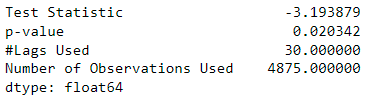 Test Statistic -3.193879
p-value 0.020342
#Lags Used 30.000000
Number of Observations Used 4875.000000
dtype: float64